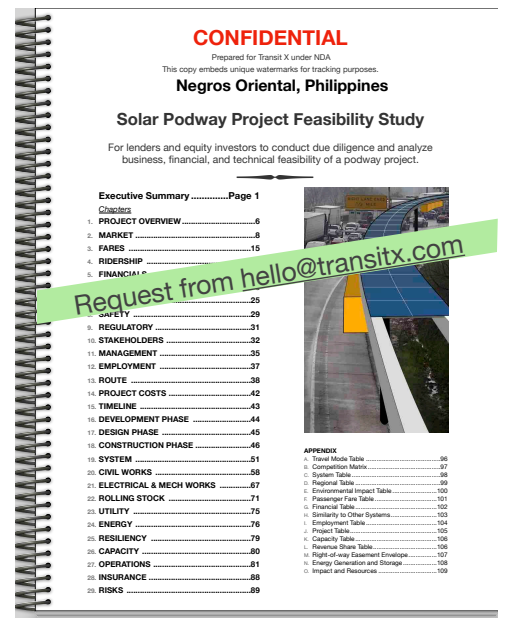 CONFIDENTIAL
Prepared for Transit X under NDA
This copy embeds unique watermarks for tracking purposes.
Negros Oriental, Philippines
Solar Podway Project Feasibility Study
For lenders and equity investors to conduct due diligence and analyze
business, financial, and technical feasibility of a podway project.
Executive Summary .............Page 1
Chapters
1. PROJECT OVERVIEW ....................................6
2. MARKET ....................................8
3. FARES ....................................15
4. RIDERSHIP
5. FINANCIALS
Request from hello@transitx.com
25
8. SAFETY ....................................29
9. REGULATORY ....................................31
10. STAKEHOLDERS ....................................32
11. MANAGEMENT ....................................35
12. EMPLOYMENT ....................................37
13. ROUTE ....................................38
14. PROJECT COSTS ....................................42
15. TIMELINE ....................................43
16. DEVELOPMENT PHASE ....................................44
17. DESIGN PHASE ....................................45
18. CONSTRUCTION PHASE ....................................46
19. SYSTEM ....................................51
20. CIVIL WORKS ....................................58
21. ELECTRICAL & MECH WORKS ............67
22. ROLLING STOCK ....................................71
23. UTILITY ....................................75
24. ENERGY ....................................76
25. RESILIENCY ....................................79
26. CAPACITY ....................................80
27. OPERATIONS ....................................81
28. INSURANCE ....................................88
29. RISKS ....................................89
APPENDIX
A. Travel Mode Table ....................................96
B. Competition Matrix ....................................97
C. System Table ....................................98
D. Regional Table ....................................99
E. Environmental Impact Table ......................100
F. Passenger Fare Table ......................101
G. Financial Table ....................................102
H. Similarity to Other Systems ......................103
I. Employment Table ....................................104
J. Project Table ....................................105
K. Capacity Table ....................................106
L. Revenue Share Table ......................106
M. Right-of-way Easement Envelope ............107
N. Energy Generation and Storage ............108
O. Impact and Resources ......................109